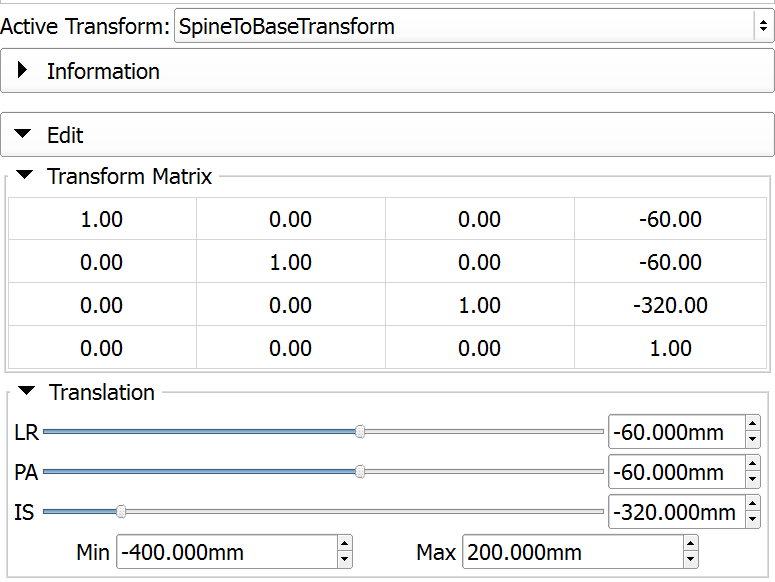 Active Transform: SpineToBaseTransform
Information
Edit
Transform Matrix
1.00 0.00 0.00 -60.00
0.00 1.00 0.00 -60.00
0.00 0.00 1.00 -320.00
0.00 0.00 0.00 1.00
Translation
LR -60.000mm
PA -60.000mm
IS -320.000mm
Min -400.000mm Max 200.000mm